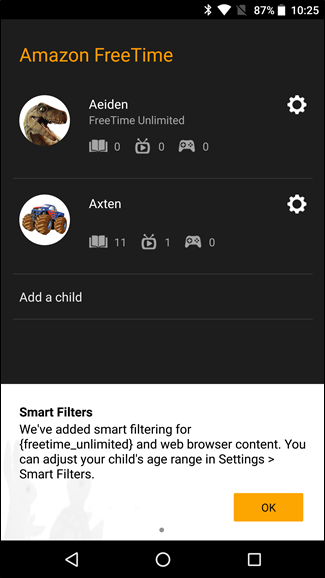 87% 10:25
Amazon FreeTime
Aeiden
FreeTime Unlimited
0 0 0
Axten
11 1 0
Add a child
Smart Filters
We've added smart filtering for
{freetime_unlimited} and web browser content. You
can adjust your child's age range in Settings >
Smart Filters.
OK